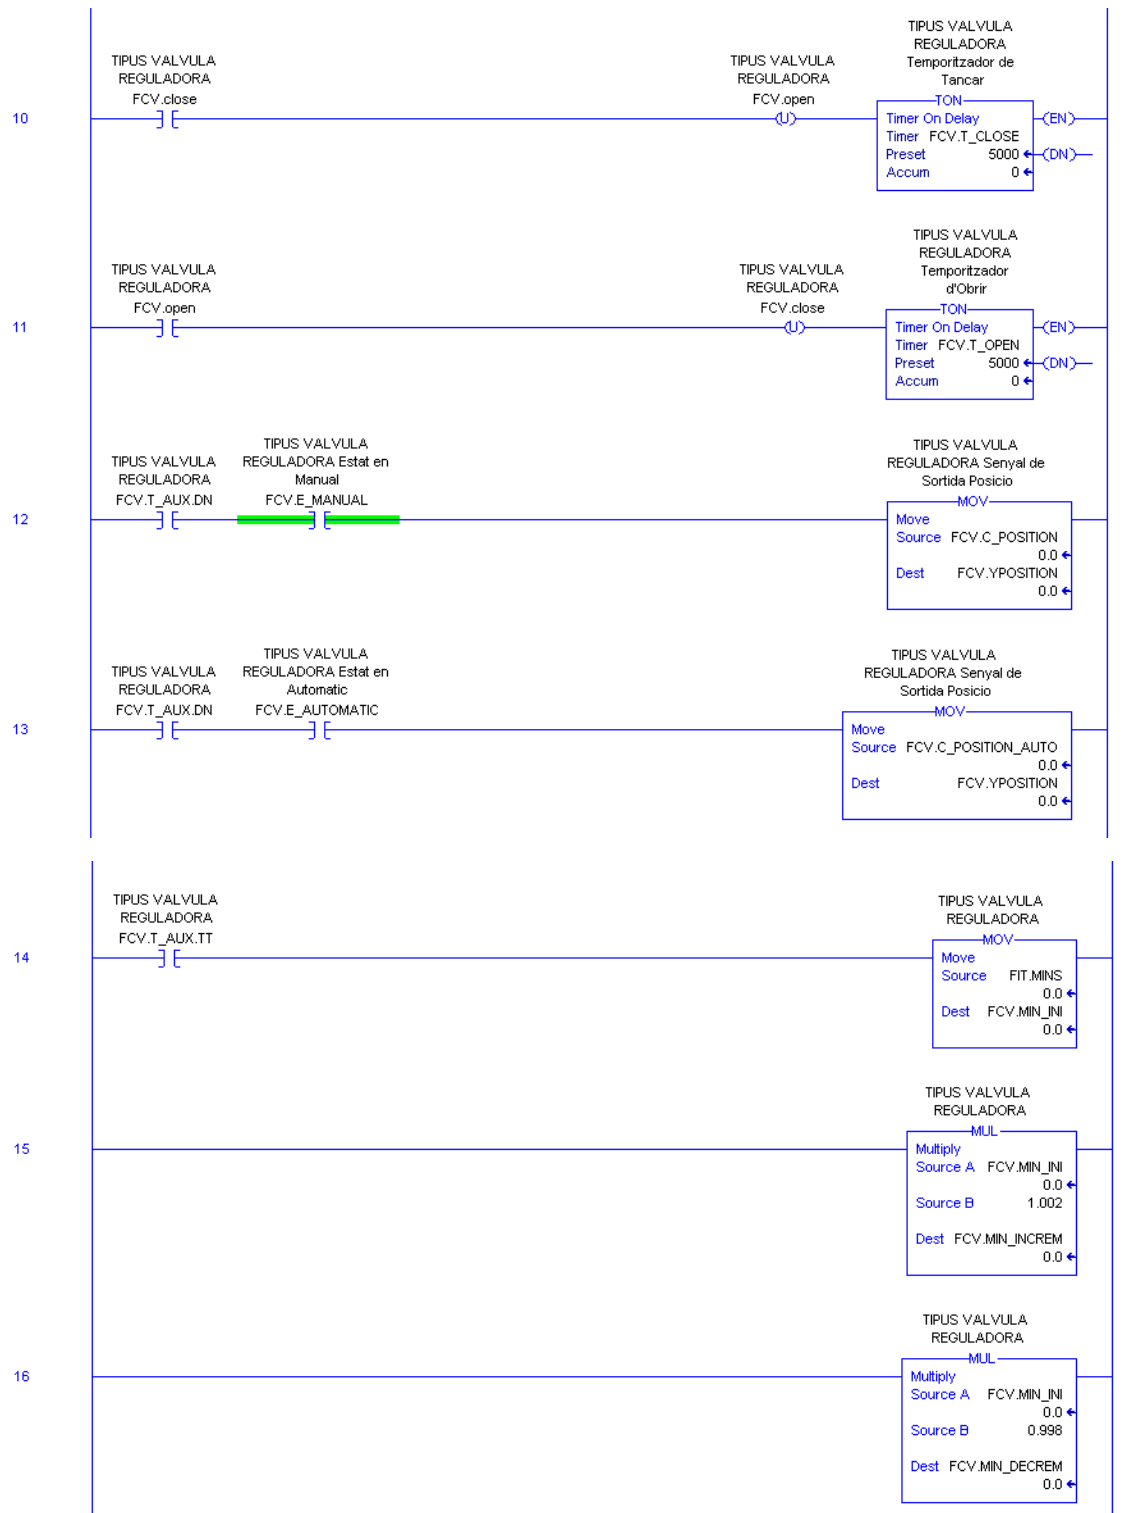 TIPUS VALVULA
REGULADORA
FCV.close
TIPUS VALVULA
REGULADORA
FCV.open
TIPUS VALVULA
REGULADORA
Temporitzador de
Tancar
10
U
TON
Timer On Delay
Timer FCV.T_CLOSE
Preset 5000
Accum 0
EN
DN
TIPUS VALVULA
REGULADORA
FCV.open
TIPUS VALVULA
REGULADORA
FCV.close
TIPUS VALVULA
REGULADORA
Temporitzador
d'Obrir
11
U
TON
Timer On Delay
Timer FCV.T_OPEN
Preset 5000
Accum 0
EN
DN
TIPUS VALVULA
REGULADORA
FCV.T_AUX.DN
TIPUS VALVULA
REGULADORA Estat en
Manual
FCV.E_MANUAL
TIPUS VALVULA
REGULADORA Senyal de
Sortida Posicio
12
MOV
Move
Source FCV.C_POSITION
0.0
Dest FCV.YPOSITION
0.0
TIPUS VALVULA
REGULADORA
FCV.T_AUX.DN
TIPUS VALVULA
REGULADORA Estat en
Automatic
FCV.E_AUTOMATIC
TIPUS VALVULA
REGULADORA Senyal de
Sortida Posicio
13
MOV
Move
Source FCV.C_POSITION_AUTO
0.0
Dest FCV.YPOSITION
0.0
TIPUS VALVULA
REGULADORA
FCV.T_AUX.TT
TIPUS VALVULA
REGULADORA
14
MOV
Move
Source FIT.MINS
0.0
Dest FCV.MIN_INI
0.0
TIPUS VALVULA
REGULADORA
15
MUL
Multiply
Source A FCV.MIN_INI
0.0
Source B 1.002
Dest FCV.MIN_INCREM
0.0
TIPUS VALVULA
REGULADORA
16
MUL
Multiply
Source A FCV.MIN_INI
0.0
Source B 0.998
Dest FCV.MIN_DECREM
0.0